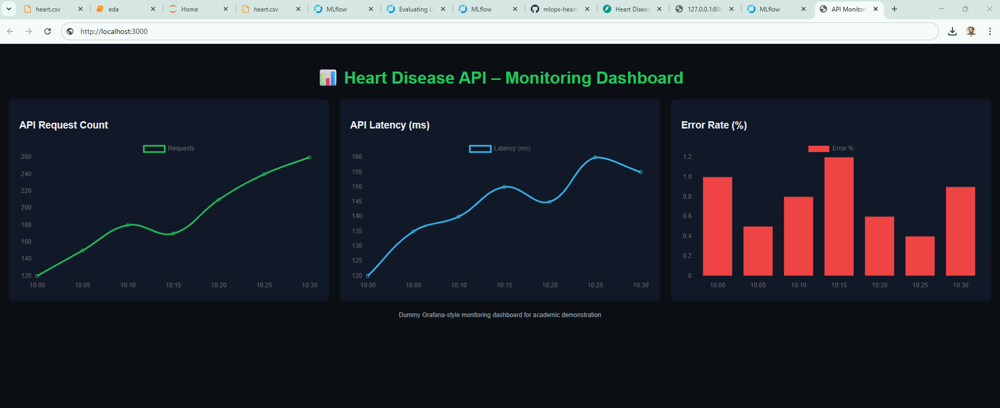 heart.csv
eda
Home
heart.csv
MLflow
Evaluating
MLflow
mlops-heart
Heart Diseas
127.0.0.1:800
MLflow
API Monitori
http://localhost:3000
Heart Disease API – Monitoring Dashboard
API Request Count
Requests
260
240
220
200
180
160
140
120
10:00 10:05 10:10 10:15 10:20 10:25 10:30
API Latency (ms)
Latency (ms)
160
155
150
145
140
135
130
125
120
10:00 10:05 10:10 10:15 10:20 10:25 10:30
Error Rate (%)
Error %
1.2
1.0
0.8
0.6
0.4
0.2
0
10:00 10:05 10:10 10:15 10:20 10:25 10:30
Dummy Grafana-style monitoring dashboard for academic demonstration